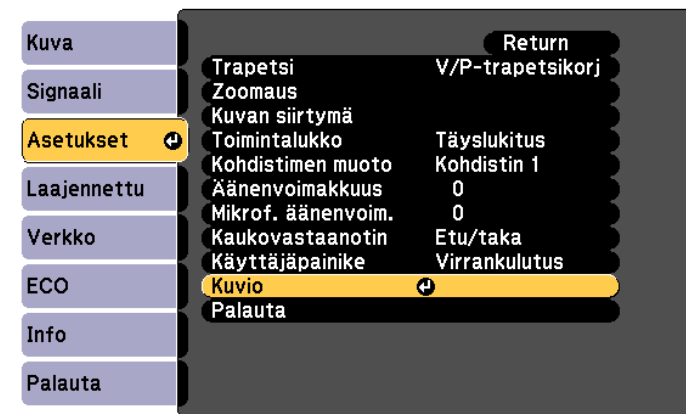 Kuva
Signaali
Asetukset
Laajennettu
Verkko
ECO
Info
Palauta
Return
Trapetsi V/P-trapetsikorj
Zoomaus
Kuvan siirtymä
Toimintalukko Täyslukitus
Kohdistimen muoto Kohdistin 1
Äänenvoimakkuus 0
Mikrof. äänenvoim. 0
Kaukovastaanotin Etu/taka
Käyttäjäpainike Virrankulutus
Kuvio
Palauta